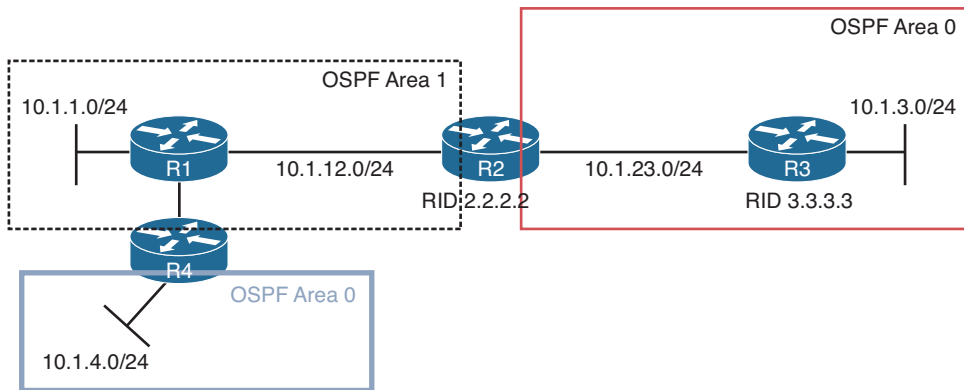 OSPF Area 0
OSPF Area 1
10.1.1.0/24
10.1.3.0/24
R1
10.1.12.0/24
R2
10.1.23.0/24
R3
RID 2.2.2.2
RID 3.3.3.3
R4
OSPF Area 0
10.1.4.0/24